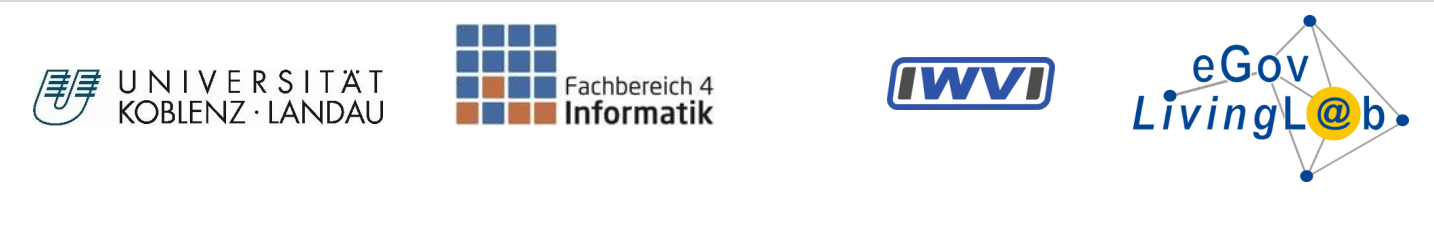 UNIVERSITÄT
KOBLENZ · LANDAU
Fachbereich 4
Informatik
IWVI
eGov
LivingL@b